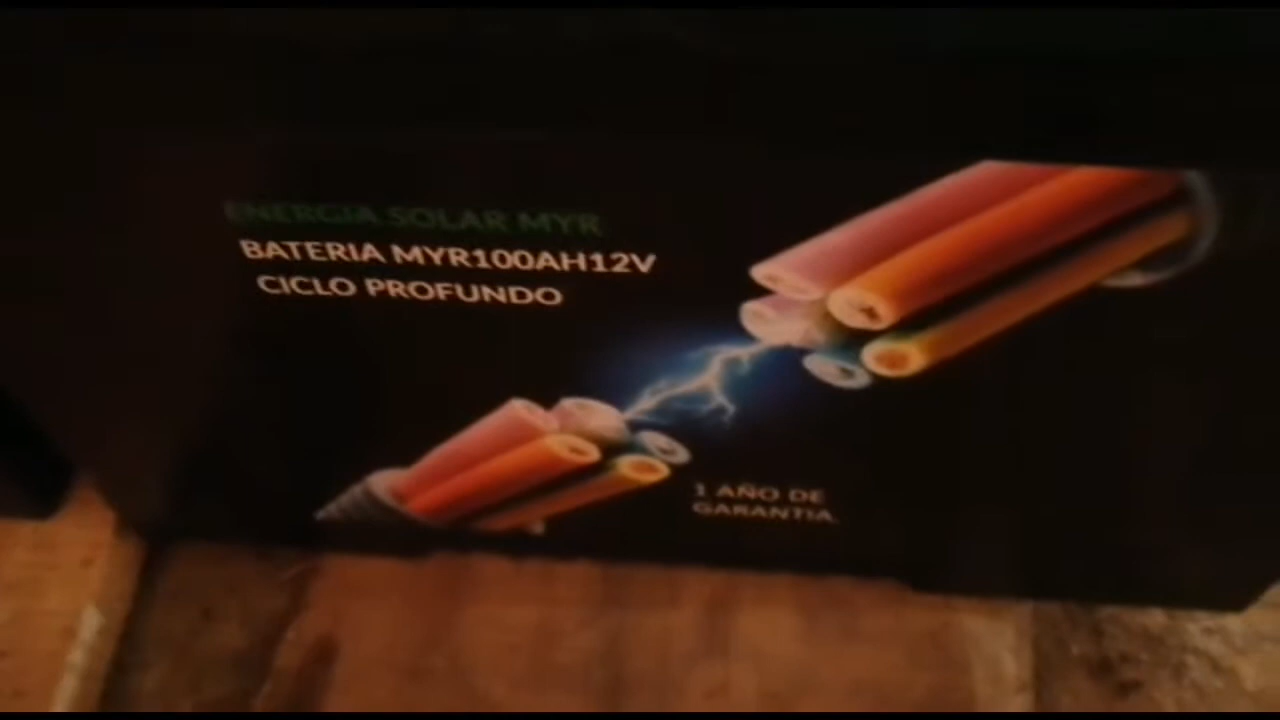 ENERGIA SOLAR MYR
BATERIA MYR100AH12V
CICLO PROFUNDO
1 AÑO DE
GARANTIA.